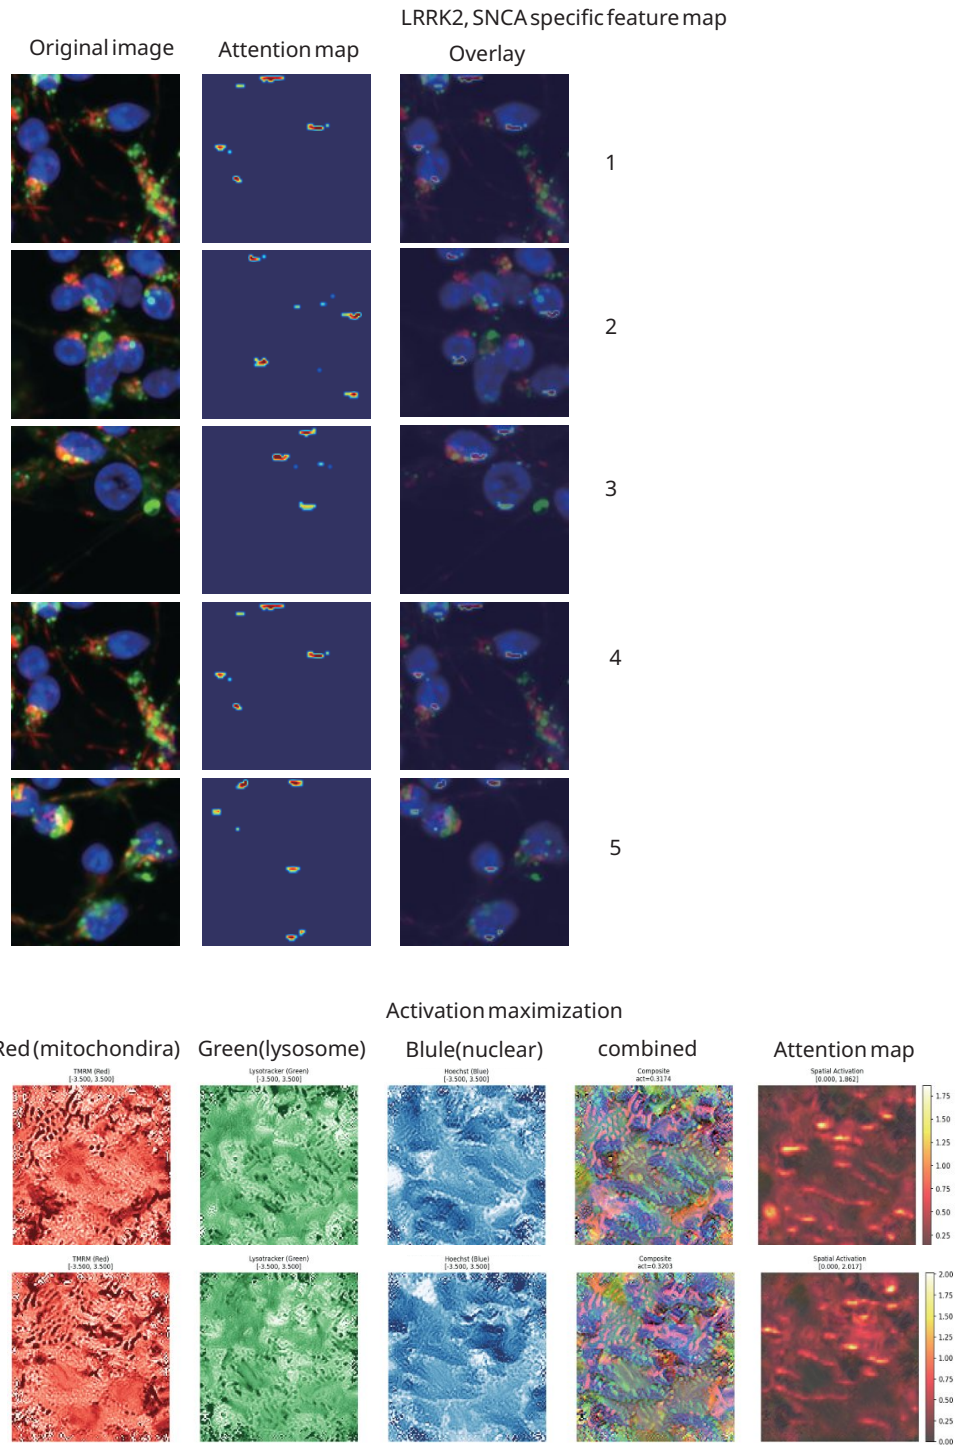 LRRK2, SNCA specific feature map
Original image
Attention map
Overlay
1
2
3
4
5
Activation maximization
Red (mitochondira)
Green(lysosome)
Blule(nuclear)
combined
Attention map
TMRM (Red)
[-3.500, 3.500]
Lysotracker (Green)
[-3.500, 3.500]
Hoechst (Blue)
[-3.500, 3.500]
Composite
act=0.3174
Spatial Activation
[0.000, 1.862]
1.75
1.50
1.25
1.00
0.75
0.50
0.25
TMRM (Red)
[-3.500, 3.500]
Lysotracker (Green)
[-3.500, 3.500]
Hoechst (Blue)
[-3.500, 3.500]
Composite
act=0.3203
Spatial Activation
[0.000, 2.017]
2.00
1.75
1.50
1.25
1.00
0.75
0.50
0.25
0.00